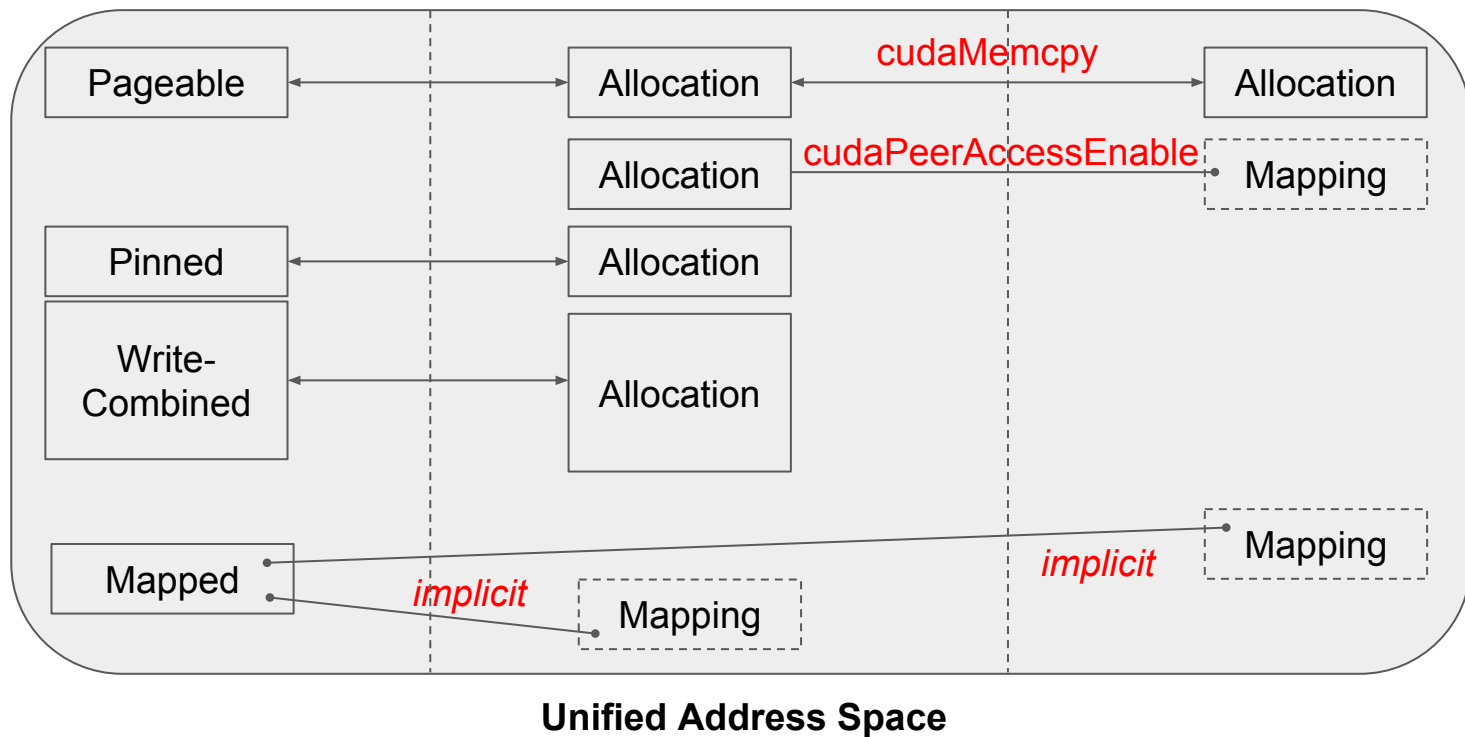 cudaMemcpy
Pageable
Allocation
Allocation
cudaPeerAccessEnable
Allocation
Mapping
Pinned
Allocation
Write-
Combined
Allocation
Mapping
implicit
Mapped
implicit
Mapping
Unified Address Space